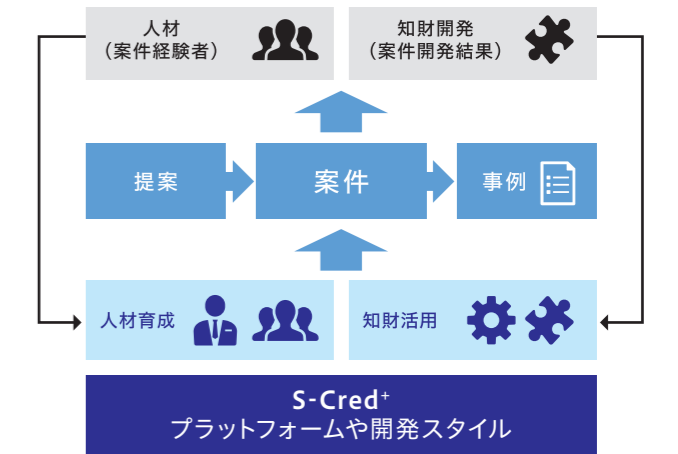 人材
（案件経験者）
知財開発
（案件開発結果）
提案
案件
事例
人材育成
知財活用
S-Cred⁺
プラットフォームや開発スタイル